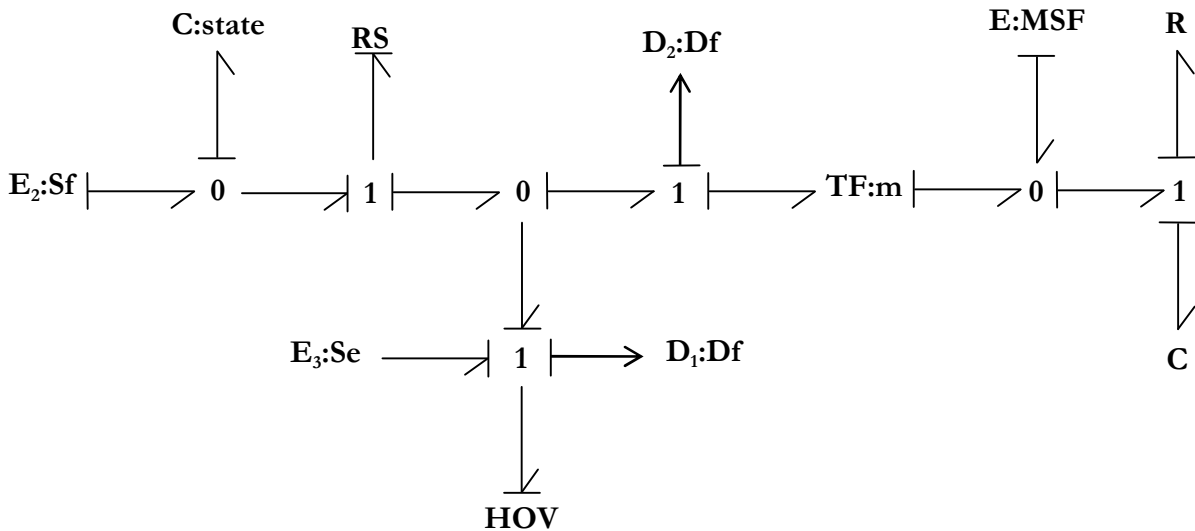 C:state
RS
D₂:Df
E:MSF
R
E₂:Sf
0
1
0
1
TF:m
0
1
E₃:Se
1
D₁:Df
C
HOV